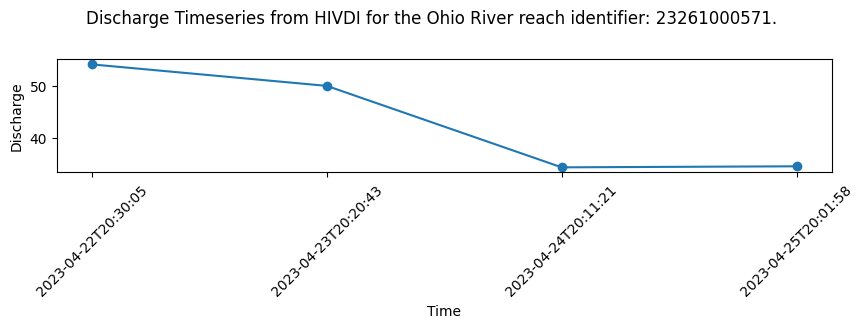 Discharge Timeseries from HIVDI for the Ohio River reach identifier: 23261000571.
50
40
Discharge
2023-04-22T20:30:05
2023-04-23T20:20:43
2023-04-24T20:11:21
2023-04-25T20:01:58
Time